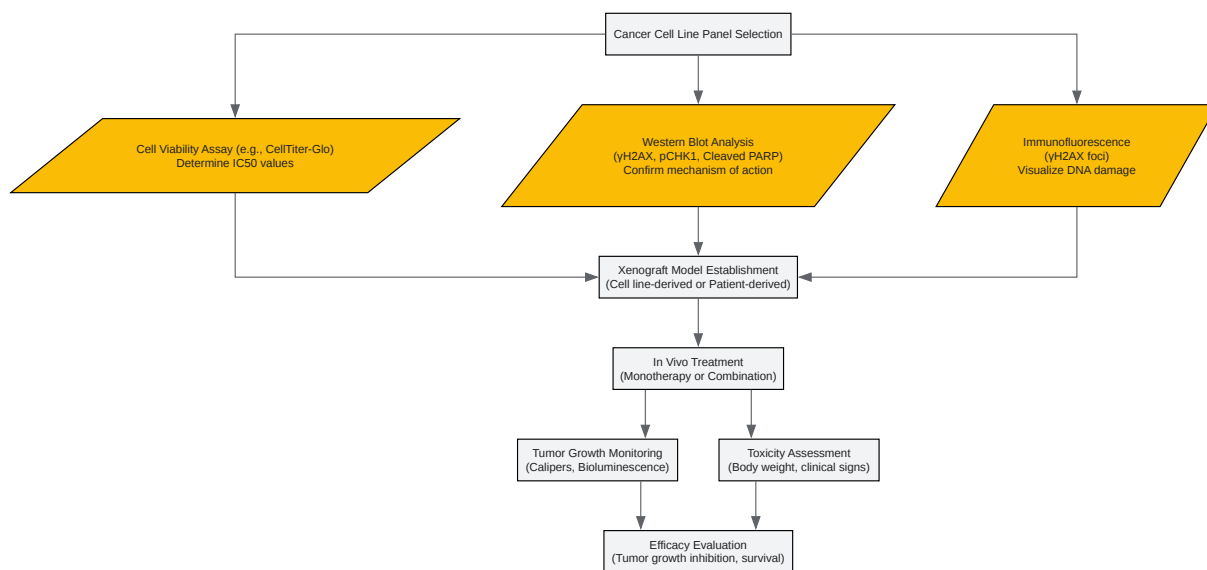 Cancer Cell Line Panel Selection
Cell Viability Assay (e.g., CellTiter-Glo)
Determine IC50 values
Western Blot Analysis
(γH2AX, pCHK1, Cleaved PARP)
Confirm mechanism of action
Immunofluorescence
(γH2AX foci)
Visualize DNA damage
Xenograft Model Establishment
(Cell line-derived or Patient-derived)
In Vivo Treatment
(Monotherapy or Combination)
Tumor Growth Monitoring
(Calipers, Bioluminescence)
Toxicity Assessment
(Body weight, clinical signs)
Efficacy Evaluation
(Tumor growth inhibition, survival)